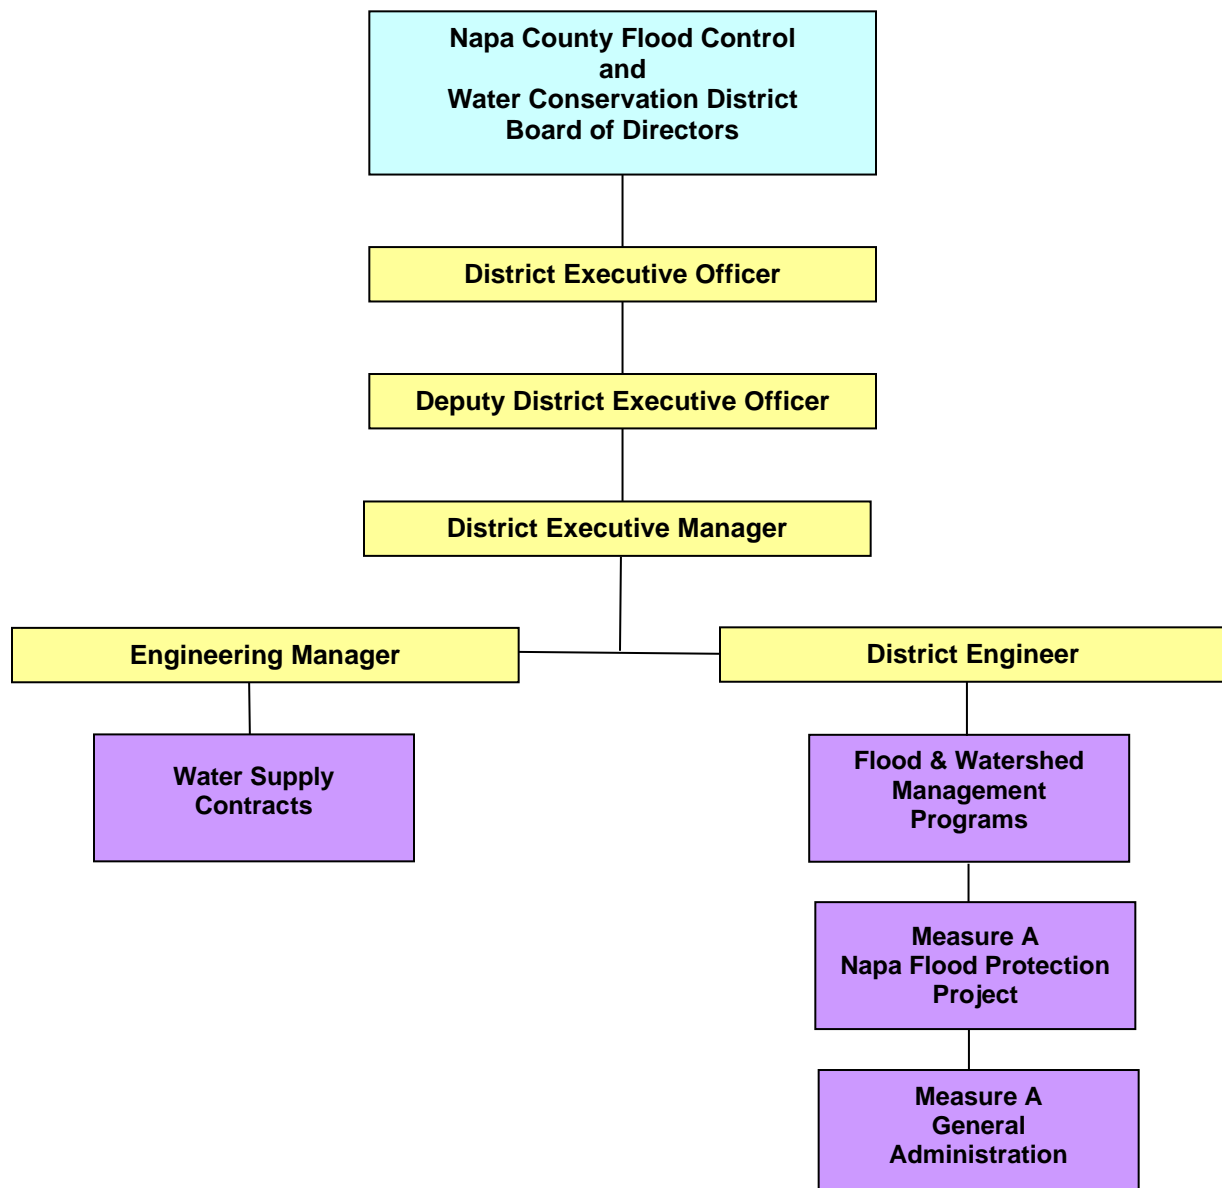 Napa County Flood Control
and
Water Conservation District
Board of Directors
District Executive Officer
Deputy District Executive Officer
District Executive Manager
Engineering Manager
District Engineer
Water Supply
Contracts
Flood & Watershed
Management
Programs
Measure A
Napa Flood Protection
Project
Measure A
General
Administration